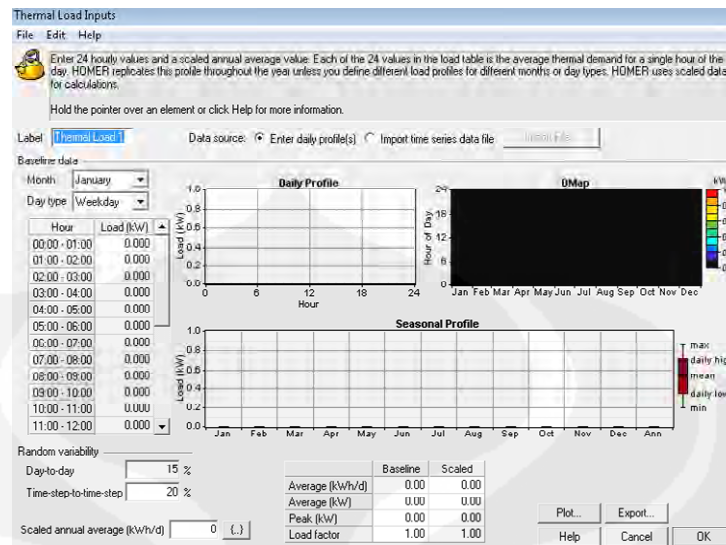 Thermal Load Inputs
File Edit Help
Enter 24 hourly values and a scaled annual average value. Each of the 24 values in the load table is the average thermal demand for a single hour of the
day. HOMER replicates this profile throughout the year unless you define different load profiles for different months or day types. HOMER uses scaled data
for calculations.
Hold the pointer over an element or click Help for more information.
Label Thermal Load 1 Data source: Enter daily profile(s) Import time series data file Import File...
Baseline data
Month January
Day type Weekday
Hour Load (kW)
00:00 - 01:00 0.000
01:00 - 02:00 0.000
02:00 - 03:00 0.000
03:00 - 04:00 0.000
04:00 - 05:00 0.000
05:00 - 06:00 0.000
06:00 - 07:00 0.000
07:00 - 08:00 0.000
08:00 - 09:00 0.000
09:00 - 10:00 0.000
10:00 - 11:00 0.000
11:00 - 12:00 0.000
Daily Profile
Load (kW)
1.0
0.8
0.6
0.4
0.2
0.0
0 6 12 18 24
Hour
DMap
Hour of Day
24
18
12
6
0
Jan Feb Mar Apr May Jun Jul Aug Sep Oct Nov Dec
Seasonal Profile
Load (kW)
1.0
0.8
0.6
0.4
0.2
0.0
Jan Feb Mar Apr May Jun Jul Aug Sep Oct Nov Dec Ann
max
daily hig
mean
daily low
min
Random variability
Day-to-day 15 %
Time-step-to-time-step 20 %
Scaled annual average (kWh/d) 0 {..}
Baseline Scaled
Average (kWh/d) 0.00 0.00
Average (kW) 0.00 0.00
Peak (kW) 0.00 0.00
Load factor 1.00 1.00
Plot... Export...
Help Cancel OK